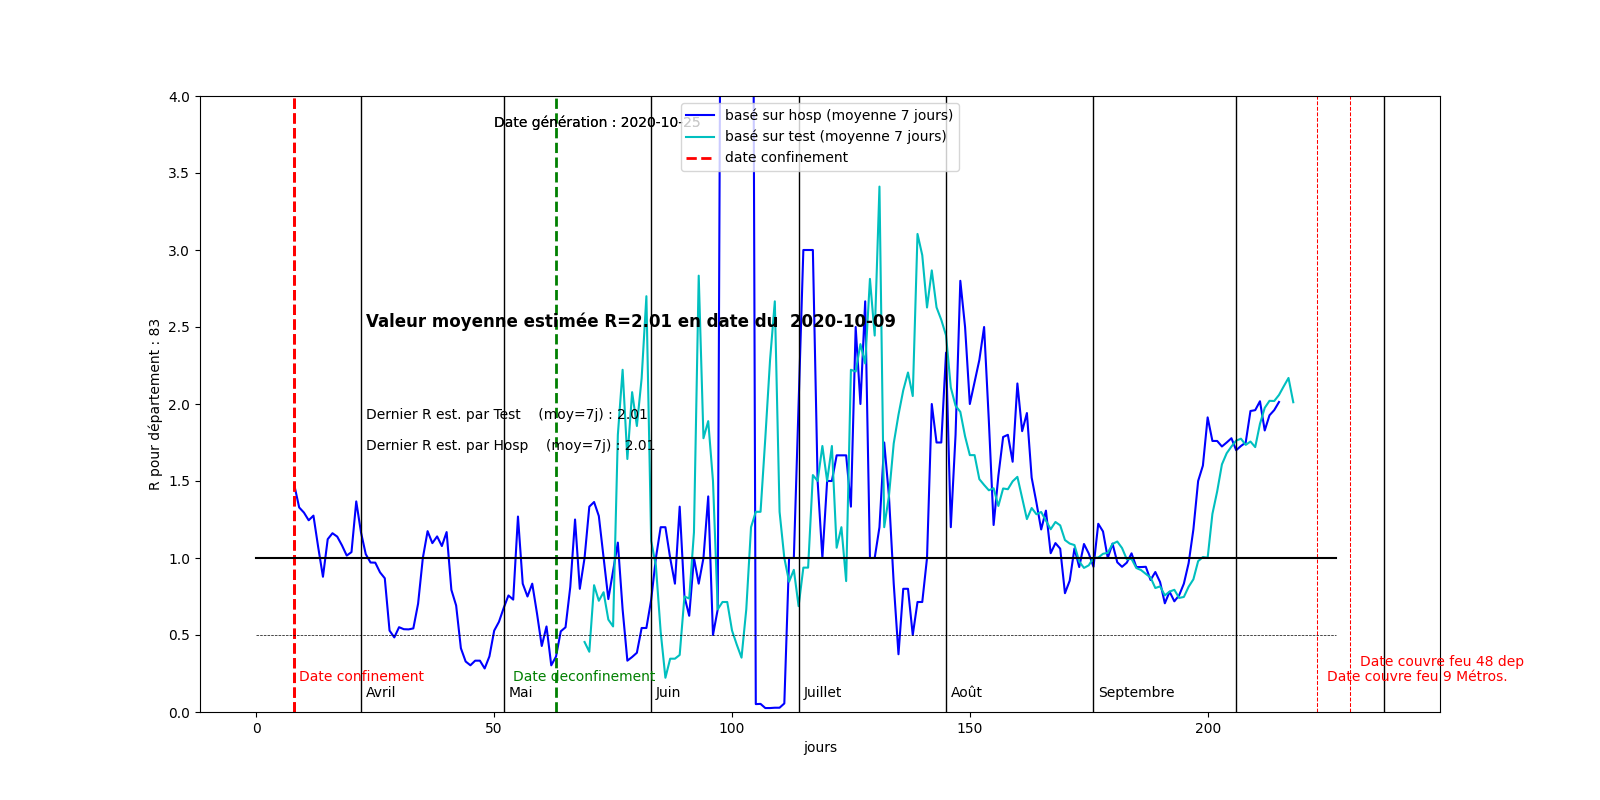 4.0
3.5
3.0
2.5
2.0
1.5
1.0
0.5
0.0
R pour département : 83
Date génération : 2020-10-25
basé sur hosp (moyenne 7 jours)
basé sur test (moyenne 7 jours)
date confinement
Valeur moyenne estimée R=2.01 en date du  2020-10-09
Dernier R est. par Test    (moy=7j) : 2.01
Dernier R est. par Hosp    (moy=7j) : 2.01
Date couvre feu 48 dep
Date confinement
Date deconfinement
Date couvre feu 9 Métros.
Avril
Mai
Juin
Juillet
Août
Septembre
0
50
100
150
200
jours